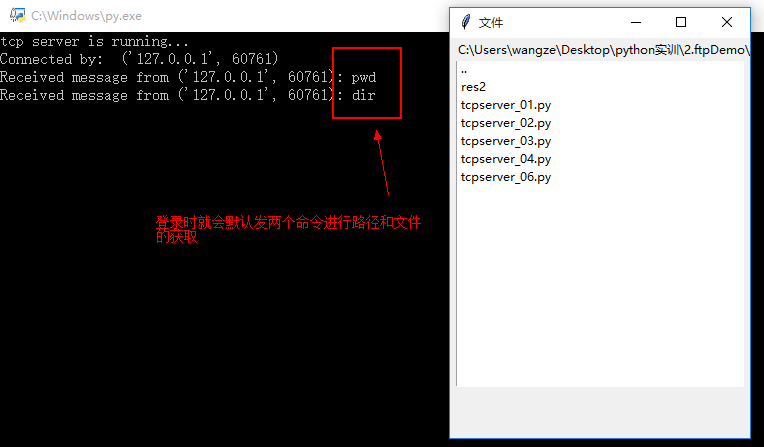 C:\Windows\py.exe
tcp server is running...
Connected by:  ('127.0.0.1', 60761)
Received message from ('127.0.0.1', 60761): pwd
Received message from ('127.0.0.1', 60761): dir
登录时就会默认发两个命令进行路径和文件
的获取
文件
C:\Users\wangze\Desktop\python实训\2.ftpDemo\
..
res2
tcpserver_01.py
tcpserver_02.py
tcpserver_03.py
tcpserver_04.py
tcpserver_06.py